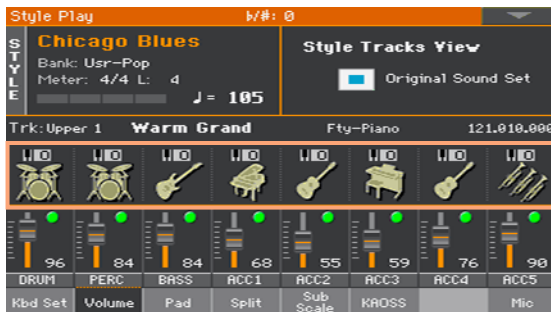 Style Play
♭/#: 0
STYLE
Chicago Blues
Bank: Usr-Pop
Meter: 4/4 L: 4
♩= 105
Style Tracks View
Original Sound Set
Trk: Upper 1 Warm Grand Fty-Piano 121.010.000
96 84 84 68 55 59 76 90
DRUM PERC BASS ACC1 ACC2 ACC3 ACC4 ACC5
Kbd Set Volume Pad Split Sub Scale KAOSS Mic